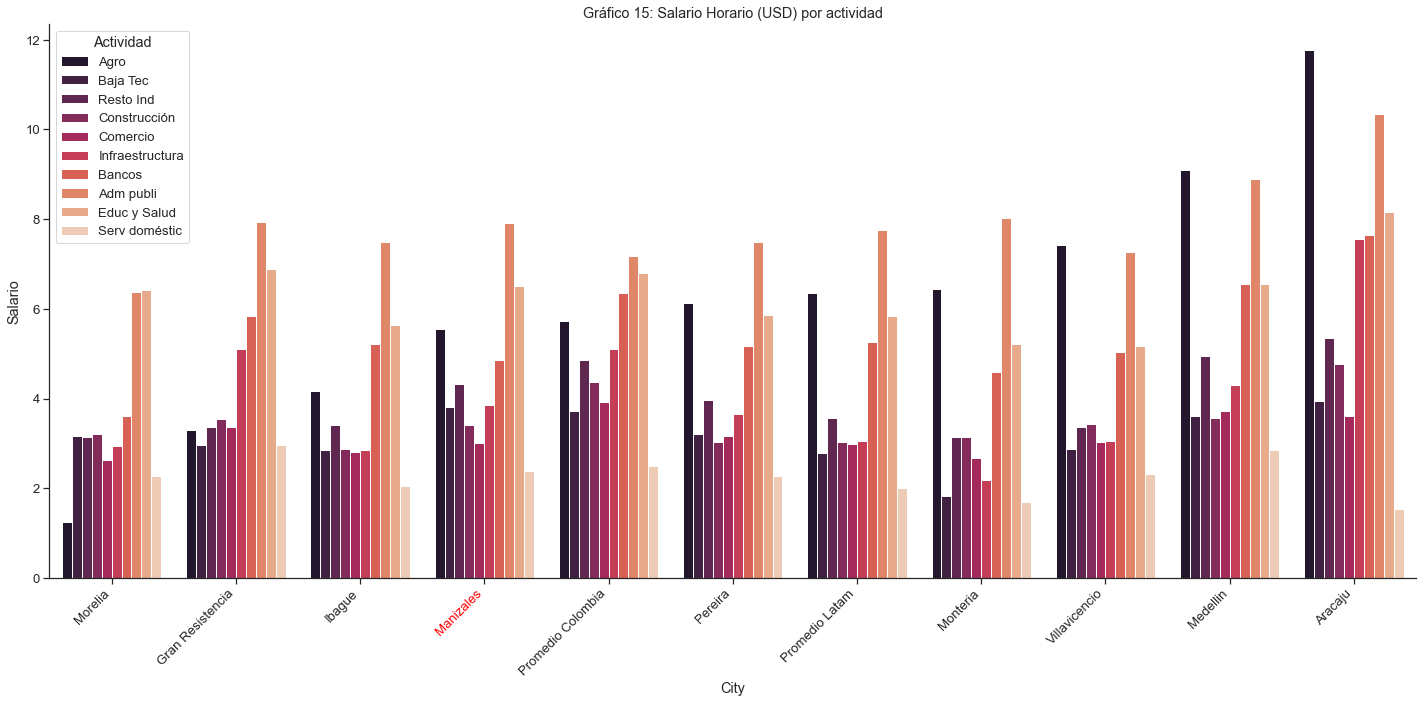 Gráfico 15: Salario Horario (USD) por actividad
Actividad
Agro
Baja Tec
Resto Ind
Construcción
Comercio
Infraestructura
Bancos
Adm publi
Educ y Salud
Serv doméstic
Salario
12
10
8
6
4
2
0
Morelia
Gran Resistencia
Ibague
Manizales
Promedio Colombia
Pereira
Promedio Latam
Monteria
Villavicencio
Medellin
Aracaju
City